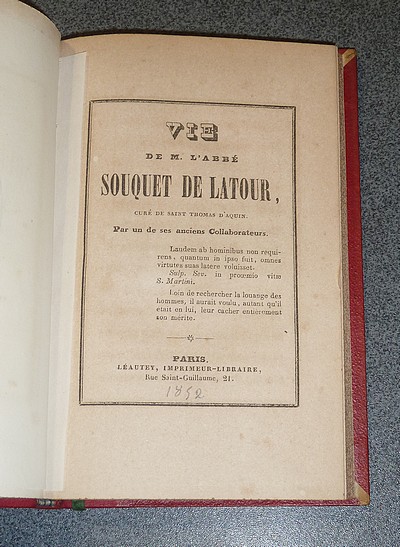 VIE
DE M. L'ABBÉ
SOUQUET DE LATOUR,
CURÉ DE SAINT THOMAS D'AQUIN.
Par un de ses anciens Collaborateurs.
Laudem ab hominibus non requi-
rens, quantum in ipso fuit, omnes
virtutes suas latere voluisset.
Sulp. Sev. in proœmio vitæ
S. Martini.
Loin de rechercher la louange des
hommes, il aurait voulu, autant qu'il
était en lui, leur cacher entièrement
son mérite.
PARIS,
LÉAUTEY, IMPRIMEUR-LIBRAIRE,
Rue Saint-Guillaume, 21.
1852